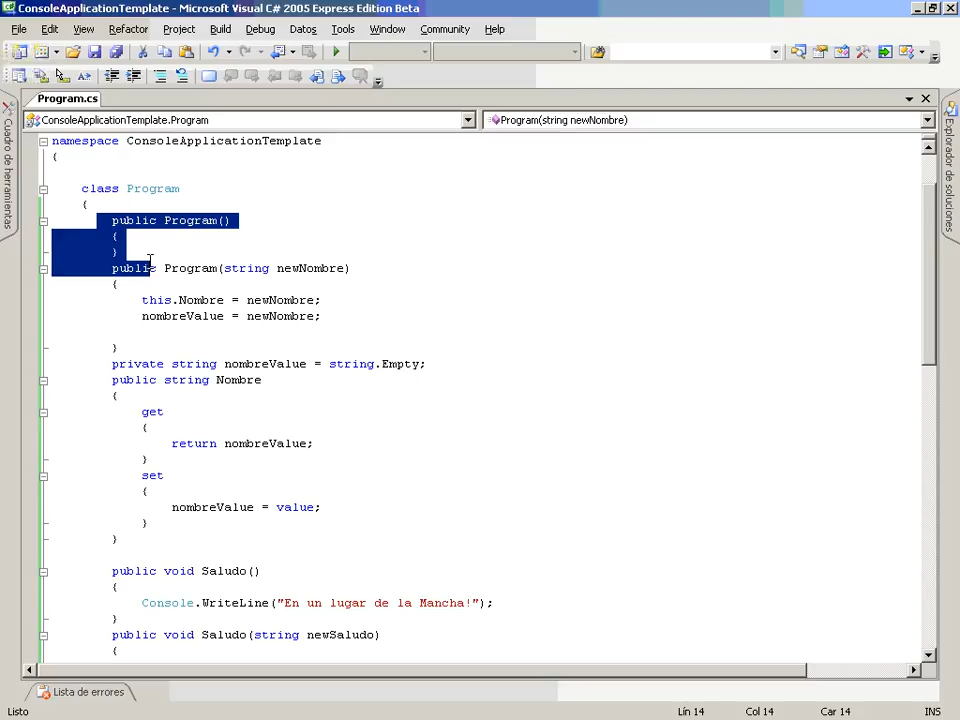 ConsoleApplicationTemplate - Microsoft Visual C# 2005 Express Edition Beta
File Edit View Refactor Project Build Debug Datos Tools Window Community Help
Program.cs
ConsoleApplicationTemplate.Program
Program(string newNombre)
Cuadro de herramientas
Explorador de soluciones
namespace ConsoleApplicationTemplate
{
class Program
{
public Program()
{
}
public Program(string newNombre)
{
this.Nombre = newNombre;
nombreValue = newNombre;
}
private string nombreValue = string.Empty;
public string Nombre
{
get
{
return nombreValue;
}
set
{
nombreValue = value;
}
}
public void Saludo()
{
Console.WriteLine("En un lugar de la Mancha!");
}
public void Saludo(string newSaludo)
{
Lista de errores
Listo
Lín 14 Col 14 Car 14 INS